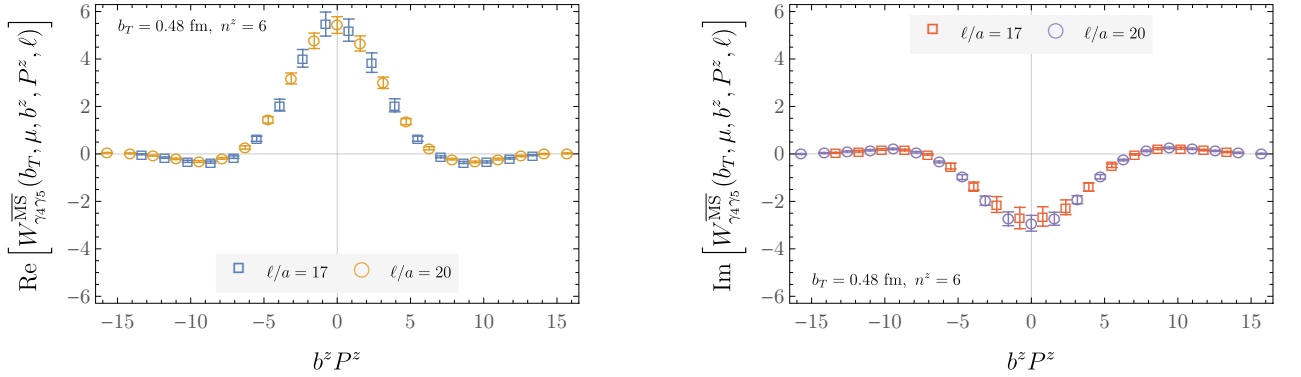 Re [W^{\overline{MS}}_{γ_4γ_5}(b_T, μ, b^z, P^z, ℓ)]
b_T = 0.48 fm, n^z = 6
6
4
2
0
−2
−4
−6
ℓ/a = 17 ℓ/a = 20
−15 −10 −5 0 5 10 15
b^z P^z
Im [W^{\overline{MS}}_{γ_4γ_5}(b_T, μ, b^z, P^z, ℓ)]
ℓ/a = 17 ℓ/a = 20
6
4
2
0
−2
−4
−6
b_T = 0.48 fm, n^z = 6
−15 −10 −5 0 5 10 15
b^z P^z